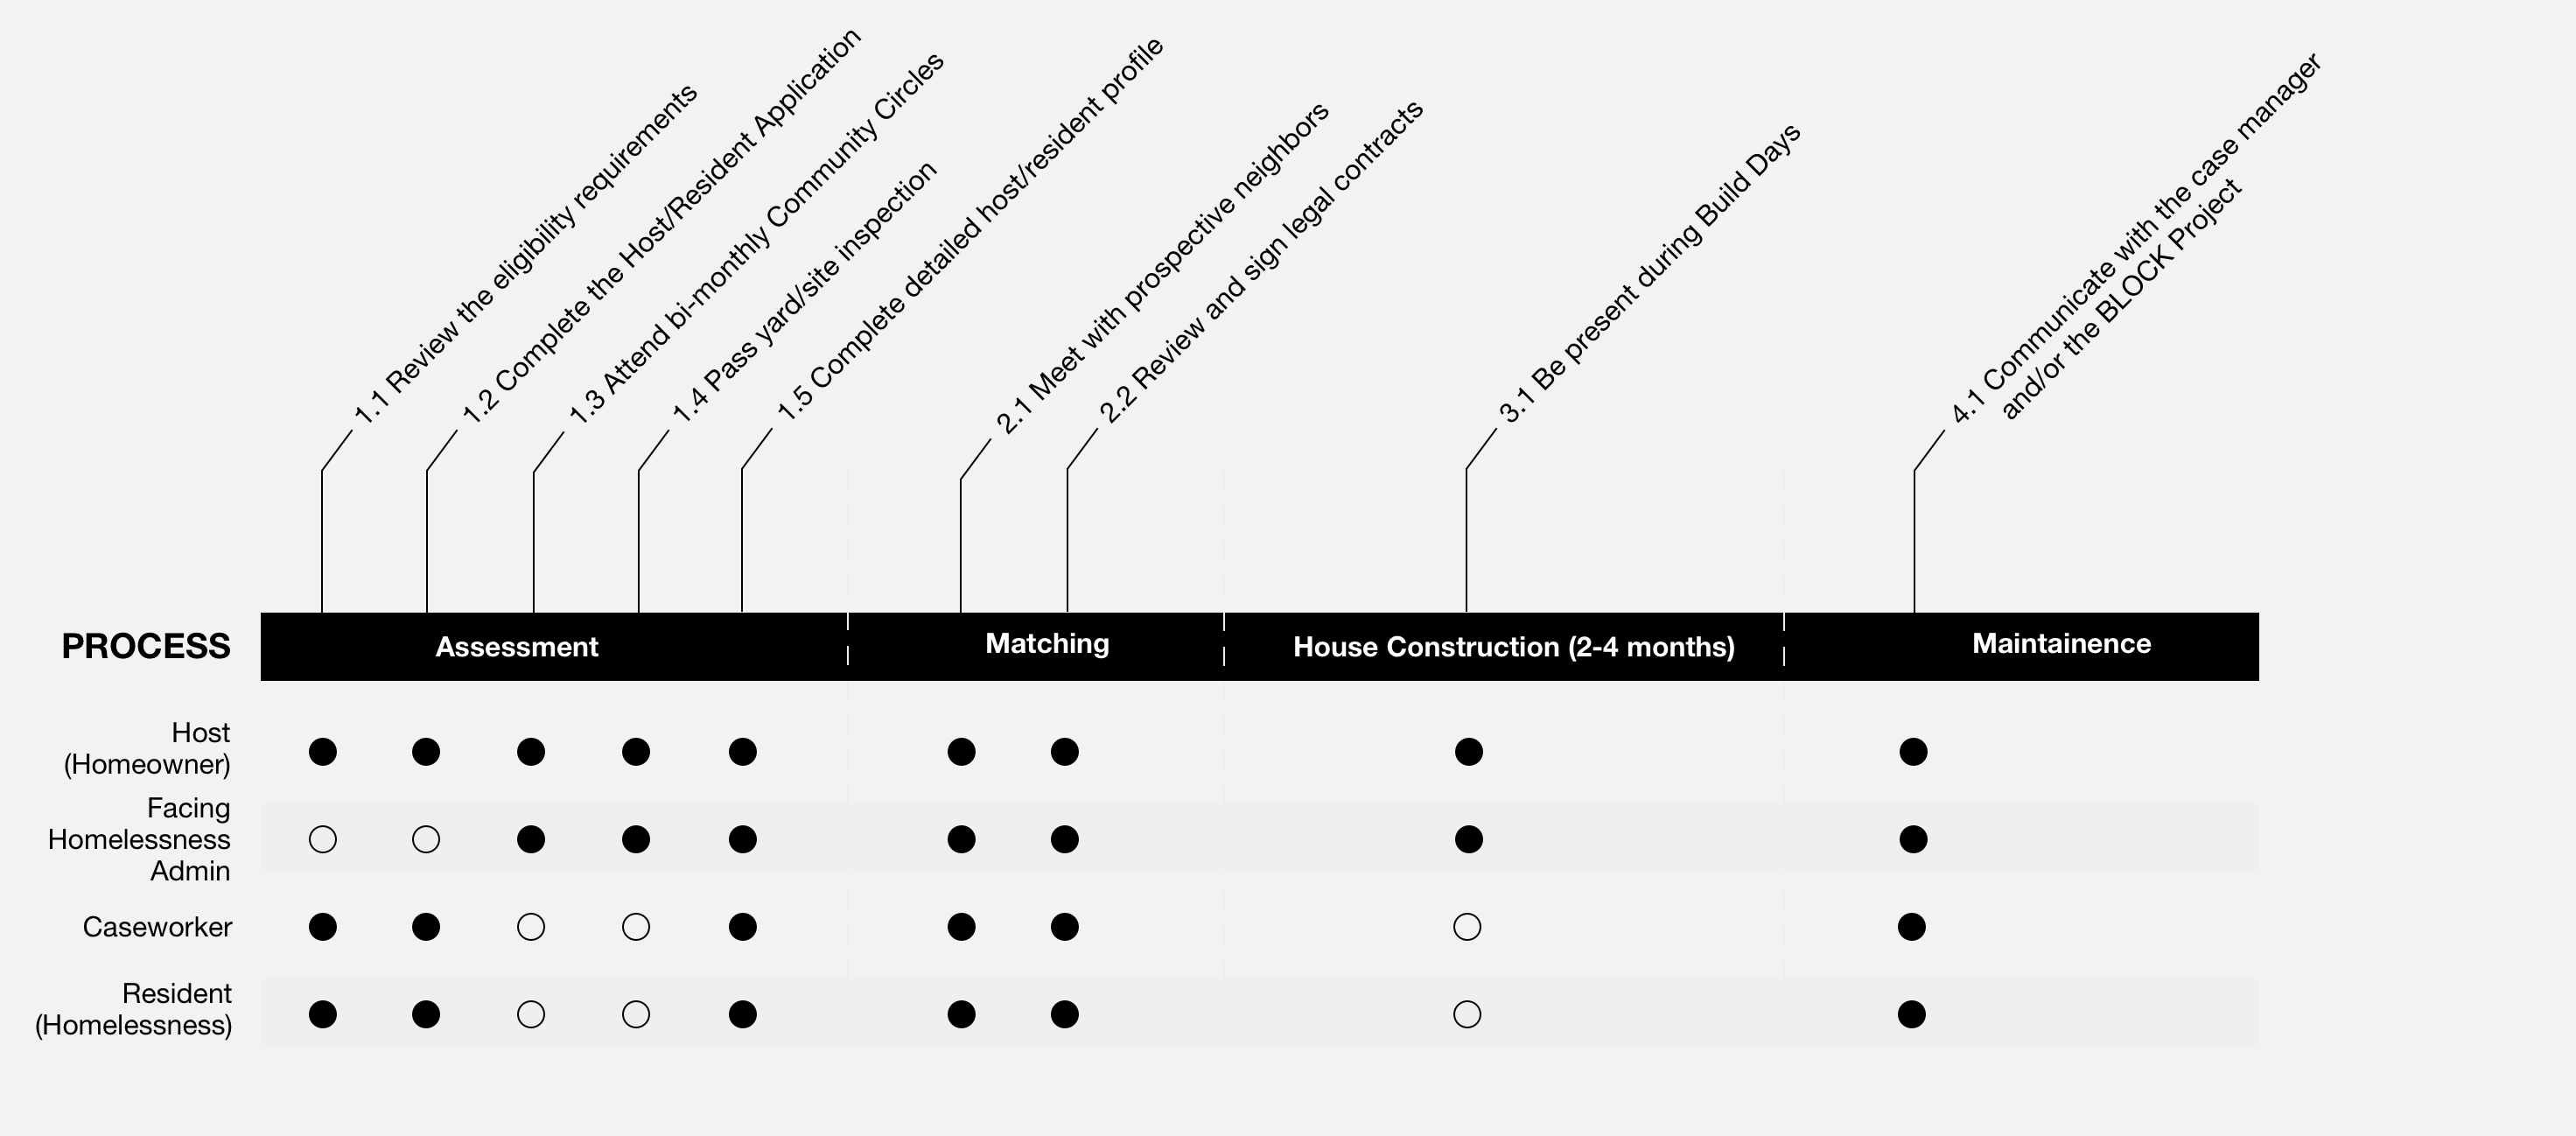 1.1 Review the eligibility requirements
1.2 Complete the Host/Resident Application
1.3 Attend bi-monthly Community Circles
1.4 Pass yard/site inspection
1.5 Complete detailed host/resident profile
2.1 Meet with prospective neighbors
2.2 Review and sign legal contracts
3.1 Be present during Build Days
4.1 Communicate with the case manager
and/or the BLOCK Project
PROCESS
Assessment
Matching
House Construction (2-4 months)
Maintainence
Host
(Homeowner)
Facing
Homelessness
Admin
Caseworker
Resident
(Homelessness)